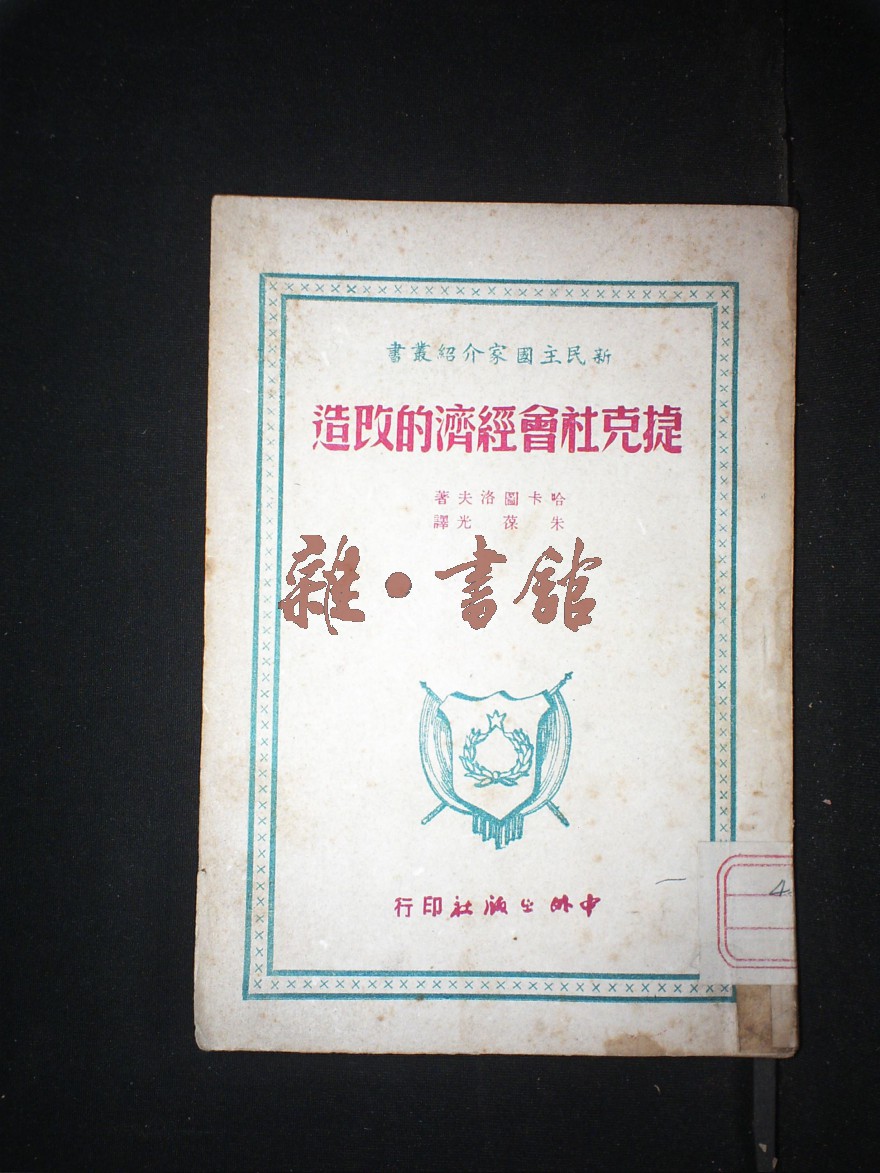 新民主國家介紹叢書
捷克社會經濟的改造
哈卡圖洛夫著
朱葆光譯
雜·書館
中外出版社印行
4